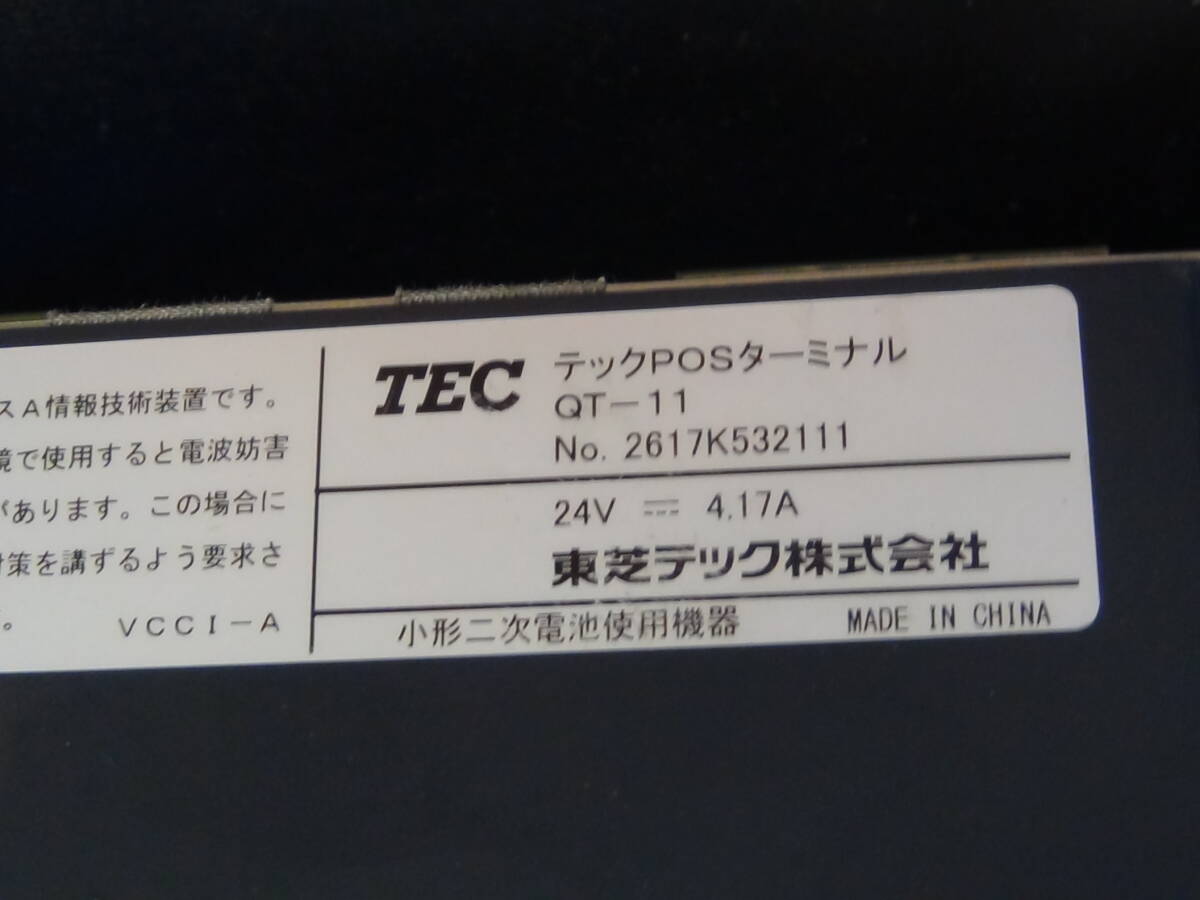 スA情報技術装置です。
境で使用すると電波妨害
があります。この場合に
対策を講ずるよう要求さ
。
VCCI-A
TEC
テックPOSターミナル
QT-11
No. 2617K532111
24V ⎓ 4.17A
東芝テック株式会社
小形二次電池使用機器
MADE IN CHINA